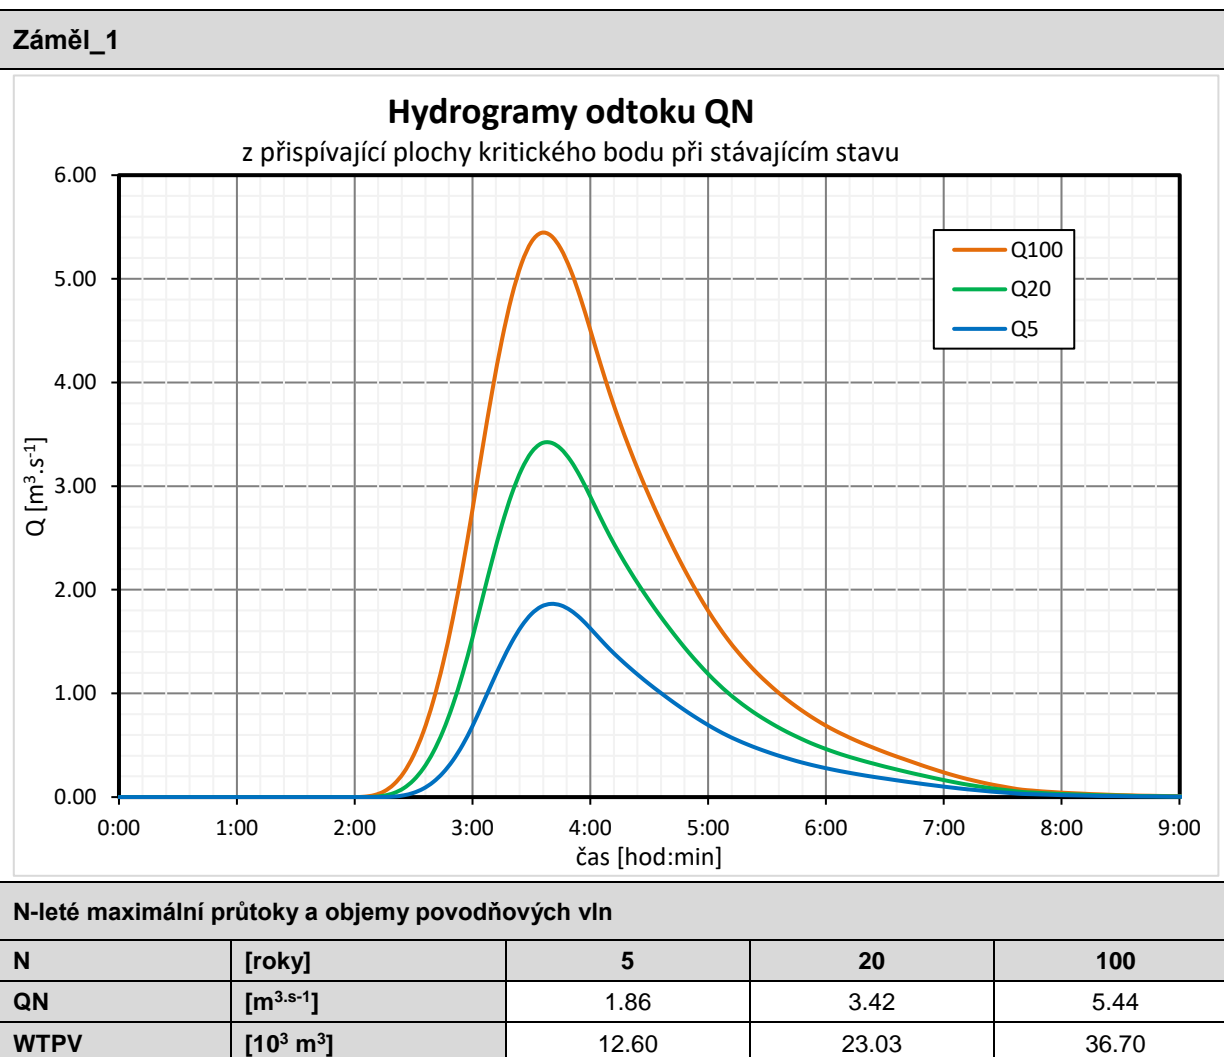 Záměl_1
Hydrogramy odtoku QN
z přispívající plochy kritického bodu při stávajícím stavu
6.00
5.00
4.00
3.00
2.00
1.00
0.00
Q [m³.s-1]
Q100
Q20
Q5
0:00 1:00 2:00 3:00 4:00 5:00 6:00 7:00 8:00 9:00
čas [hod:min]
N-leté maximální průtoky a objemy povodňových vln
N [roky] 5 20 100
QN [m3.s-1] 1.86 3.42 5.44
WTPV [10³ m³] 12.60 23.03 36.70